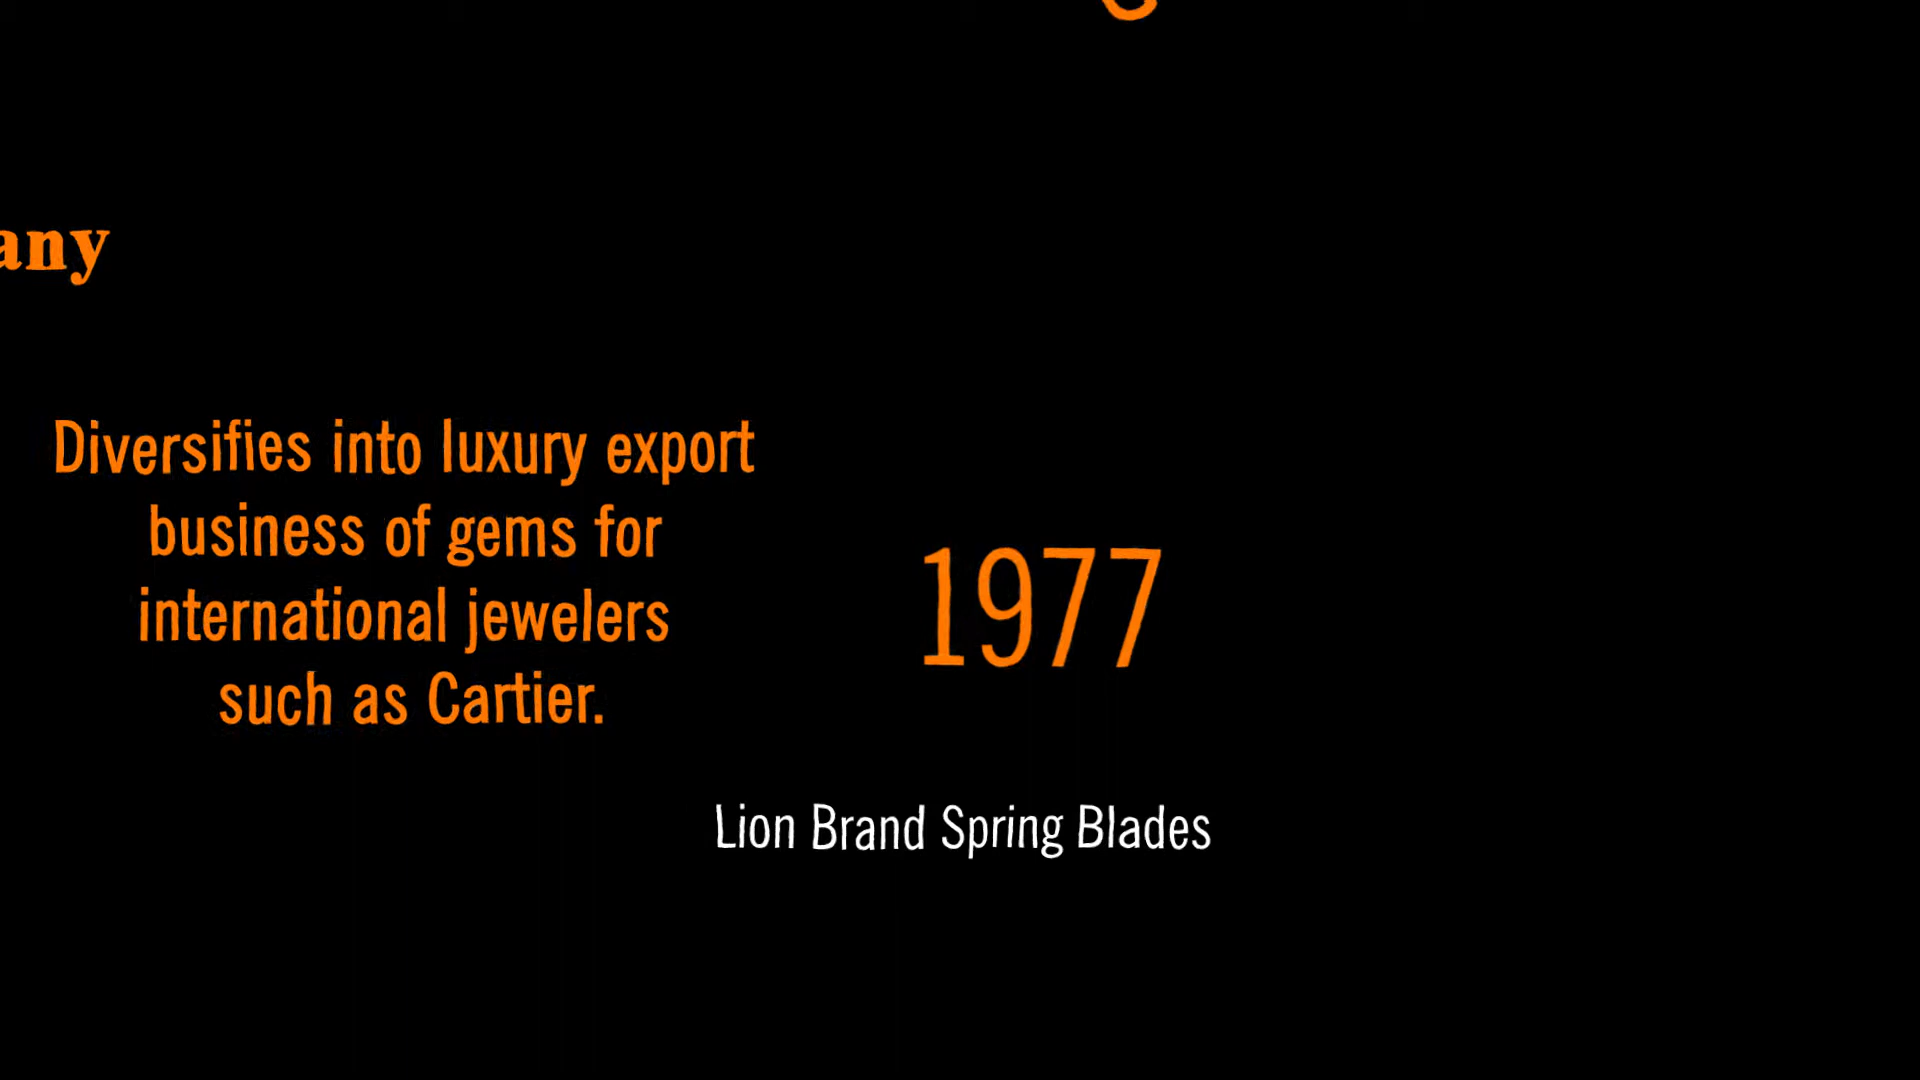 any
Diversifies into luxury export
business of gems for
international jewelers
such as Cartier.
1977
Lion Brand Spring Blades